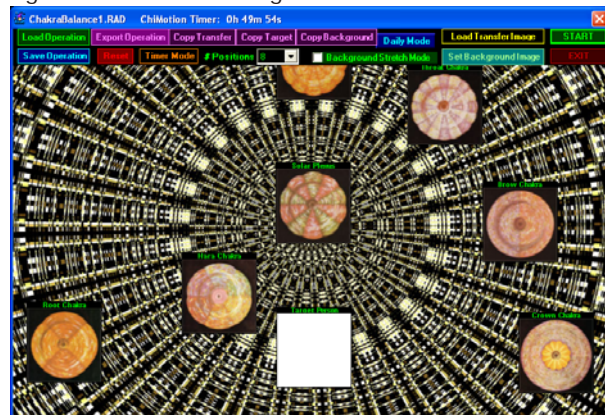 ChakraBalance1.RAD ChiMotion Timer: 0h 49m 54s
Load Operation Export Operation Copy Transfer Copy Target Copy Background Daily Mode Load Transfer Image START
Save Operation Reset Timer Mode # Positions 8 Background Stretch Mode Set Background Image EXIT
Throat Chakra
Solar Plexus
Brow Chakra
Hara Chakra
Root Chakra
Target Person
Crown Chakra